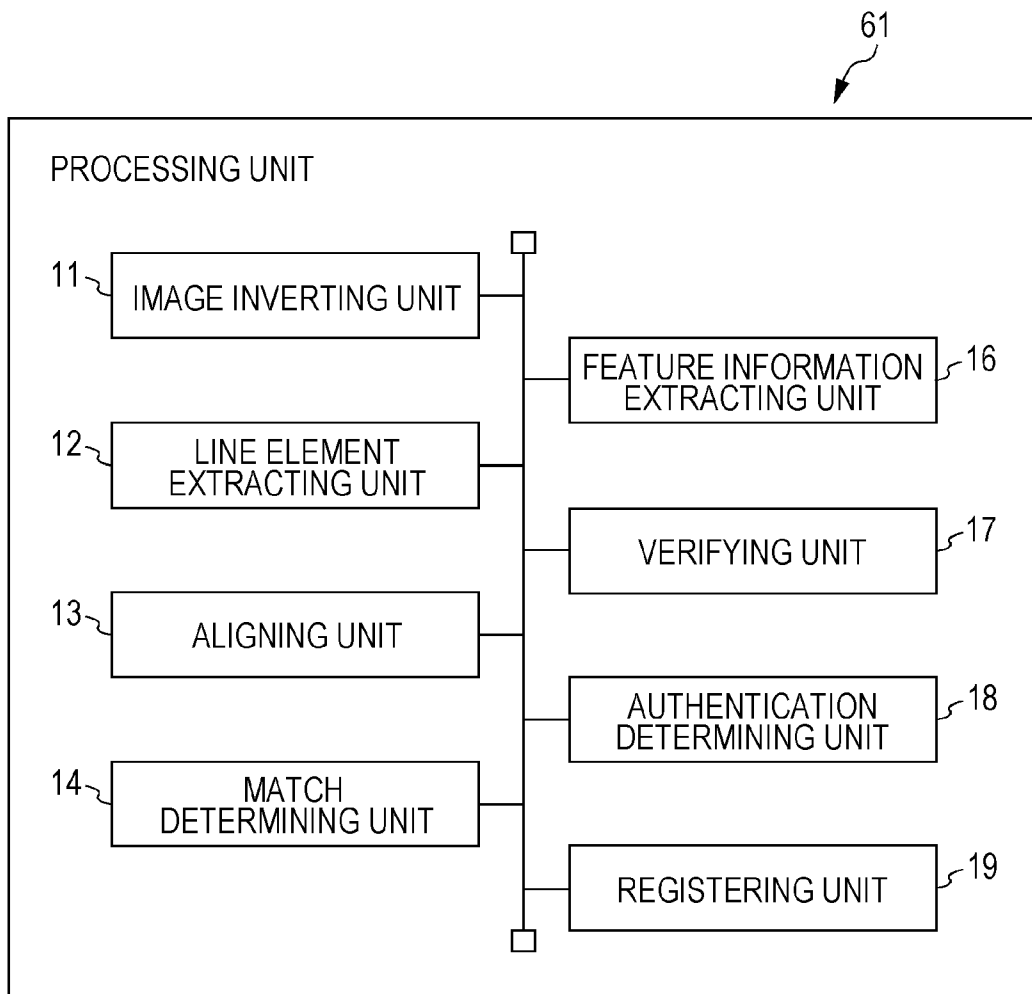 61
PROCESSING UNIT
11
IMAGE INVERTING UNIT
FEATURE INFORMATION
EXTRACTING UNIT
16
12
LINE ELEMENT
EXTRACTING UNIT
VERIFYING UNIT
17
13
ALIGNING UNIT
AUTHENTICATION
DETERMINING UNIT
18
14
MATCH
DETERMINING UNIT
REGISTERING UNIT
19